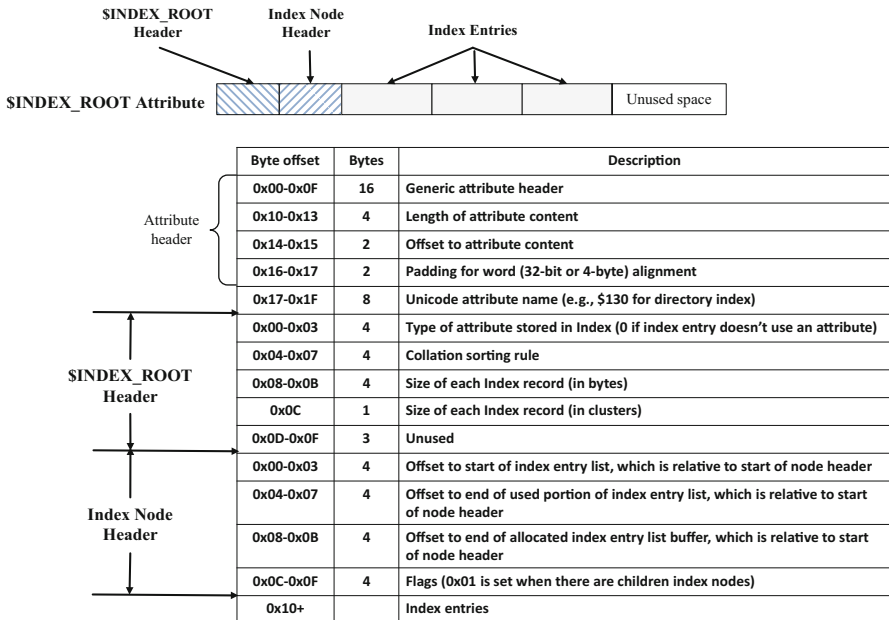 $INDEX_ROOT
Header
Index Node
Header
Index Entries
$INDEX_ROOT Attribute
Unused space
Byte offset Bytes Description
0x00-0x0F 16 Generic attribute header
0x10-0x13 4 Length of attribute content
0x14-0x15 2 Offset to attribute content
0x16-0x17 2 Padding for word (32-bit or 4-byte) alignment
0x17-0x1F 8 Unicode attribute name (e.g., $130 for directory index)
0x00-0x03 4 Type of attribute stored in Index (0 if index entry doesn't use an attribute)
0x04-0x07 4 Collation sorting rule
0x08-0x0B 4 Size of each Index record (in bytes)
0x0C 1 Size of each Index record (in clusters)
0x0D-0x0F 3 Unused
0x00-0x03 4 Offset to start of index entry list, which is relative to start of node header
0x04-0x07 4 Offset to end of used portion of index entry list, which is relative to start
of node header
0x08-0x0B 4 Offset to end of allocated index entry list buffer, which is relative to start
of node header
0x0C-0x0F 4 Flags (0x01 is set when there are children index nodes)
0x10+ Index entries
Attribute
header
$INDEX_ROOT
Header
Index Node
Header